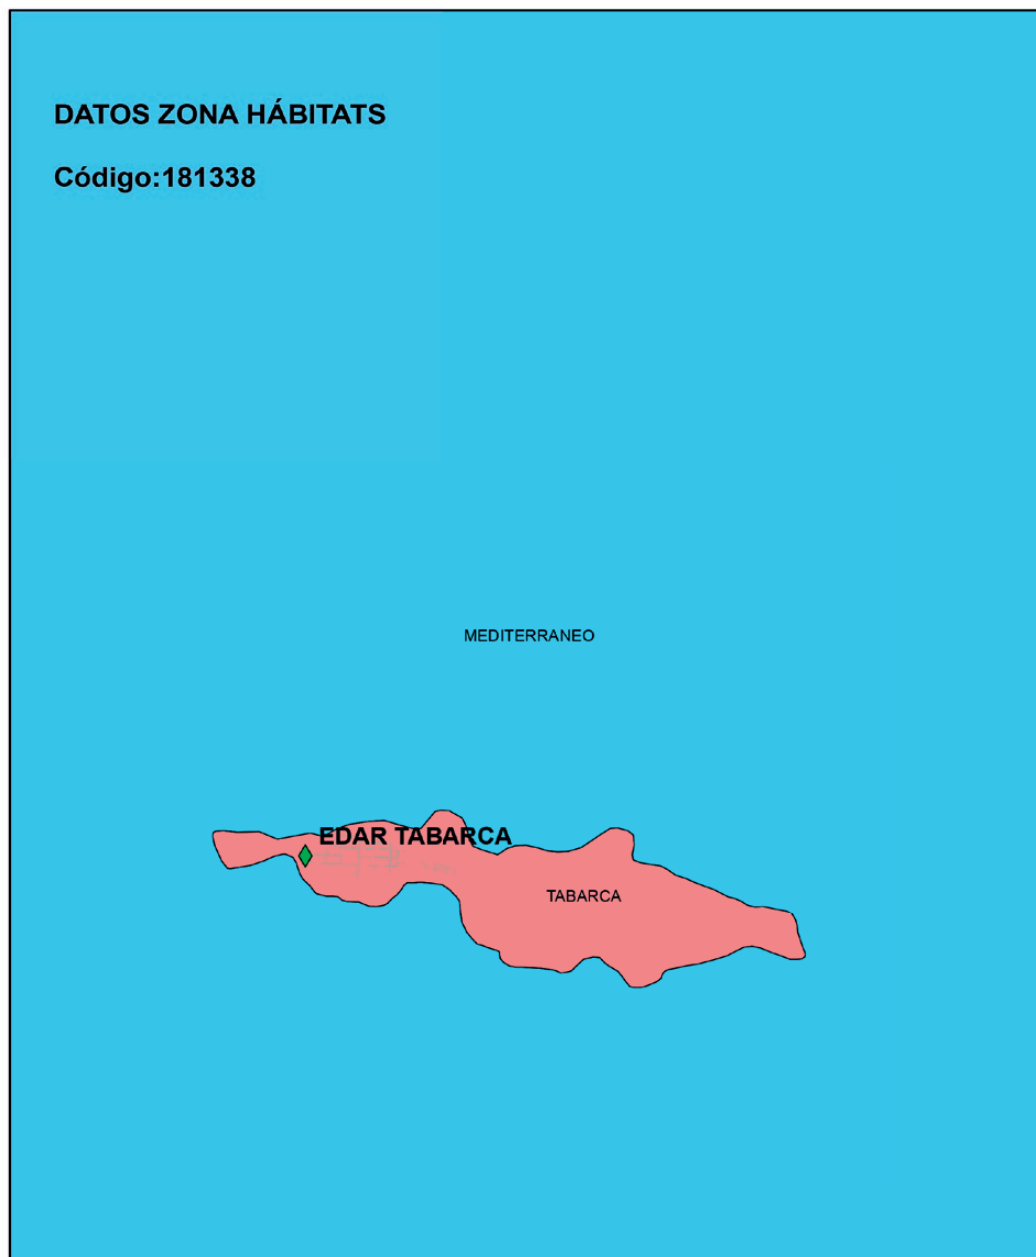 DATOS ZONA HÁBITATS
Código:181338
MEDITERRANEO
EDAR TABARCA
TABARCA